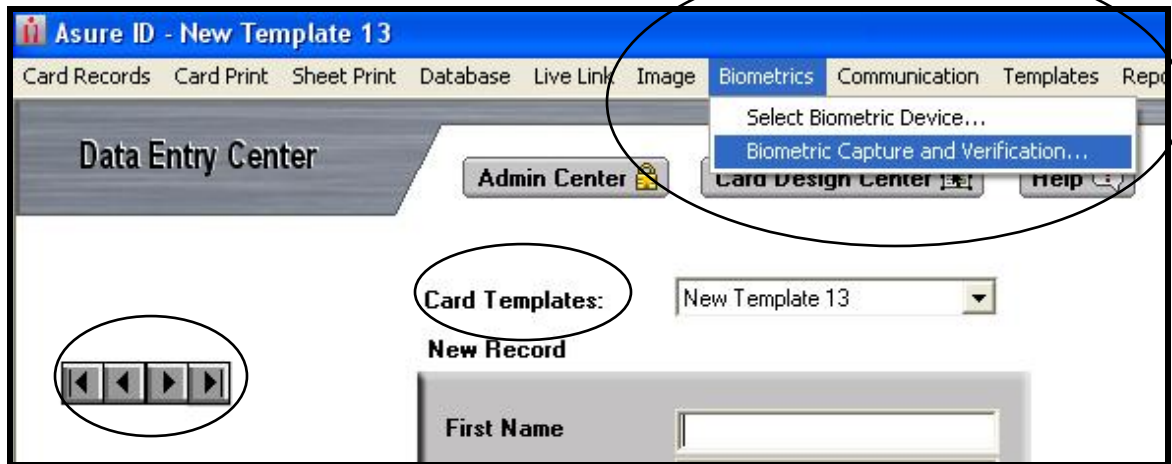 Asure ID - New Template 13
Card Records Card Print Sheet Print Database Live Link Image Biometrics Communication Templates
Select Biometric Device...
Biometric Capture and Verification...
Data Entry Center
Admin Center Card Design Center Help
Card Templates: New Template 13
New Record
First Name